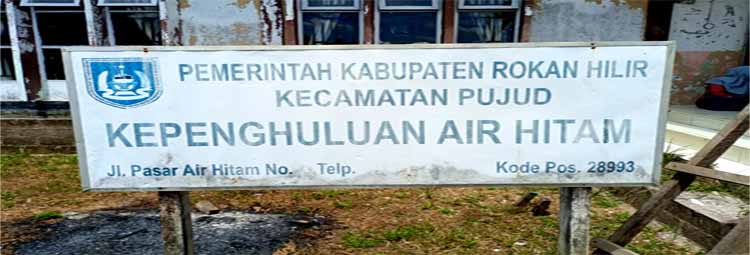 PEMERINTAH KABUPATEN ROKAN HILIR
KECAMATAN PUJUD
KEPENGHULUAN AIR HITAM
Jl. Pasar Air Hitam No. Telp. Kode Pos. 28993